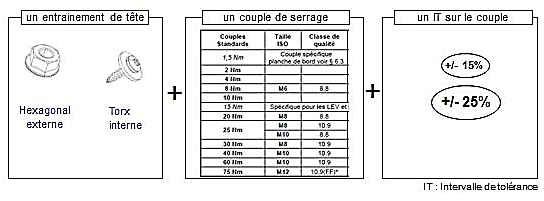 un entrainement de tête
un couple de serrage
un IT sur le couple
Hexagonal externe
Torx interne
+
Couples Standards Taille ISO Classe de qualité
1,5 Nm Couple spécifique planche de bord voir § 6.3
2 Nm
4 Nm
8 Nm M6 8.8
10 Nm
15 Nm Spécifique pour les LEV et
20 Nm M8 8.8
25 Nm M8 10.9
M10 8.8
30 Nm M8 10.9
40 Nm M10 10.9
60 Nm M10 10.9
75 Nm M12 10.9(FF)*
+
+/- 15%
+/- 25%
IT : Intervalle de tolérance